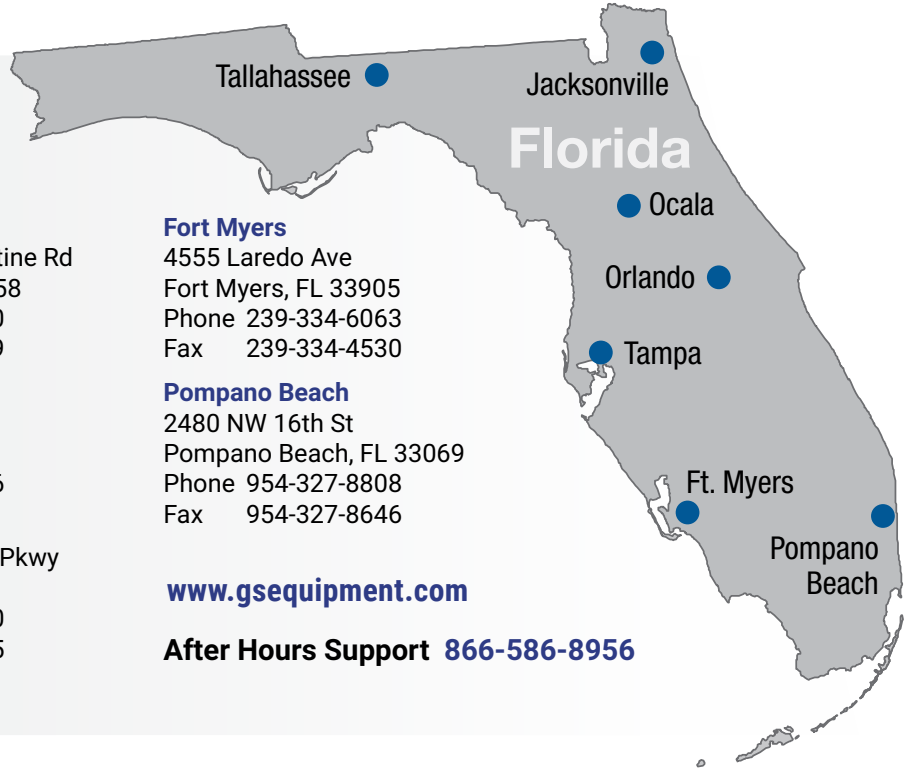 Tallahassee
Jacksonville
Florida
Ocala
Orlando
Tampa
Ft. Myers
Pompano
Beach
Rd
Pkwy
Fort Myers
4555 Laredo Ave
Fort Myers, FL 33905
Phone 239-334-6063
Fax 239-334-4530
Pompano Beach
2480 NW 16th St
Pompano Beach, FL 33069
Phone 954-327-8808
Fax 954-327-8646
www.gsequipment.com
After Hours Support 866-586-8956